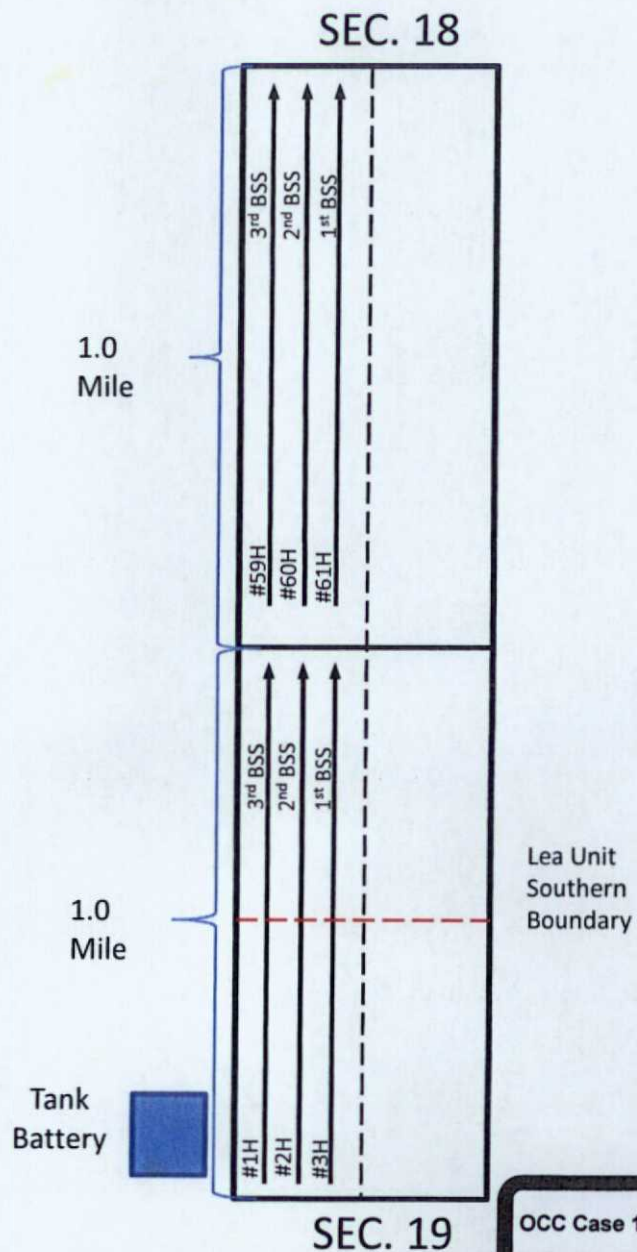 SEC. 18
3rd BSS
2nd BSS
1st BSS
1.0
Mile
#59H
#60H
#61H
3rd BSS
2nd BSS
1st BSS
Lea Unit
Southern
Boundary
1.0
Mile
Tank
Battery
#1H
#2H
#3H
SEC. 19
OCC Case 1